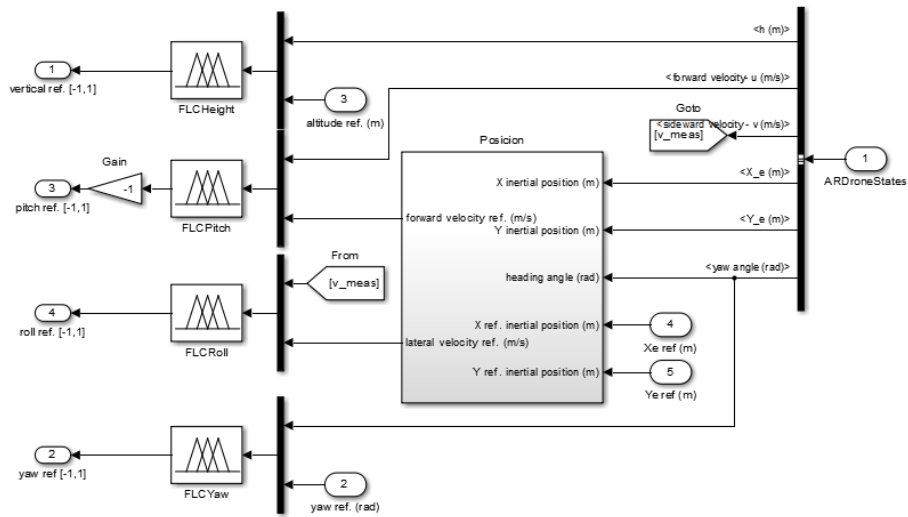 <h (m)>
1
vertical ref. [-1,1]
FLCHeight
3
altitude ref. (m)
<forward velocity- u (m/s)>
Goto
<sideward velocity- v (m/s)>
[v_meas]
1
ARDroneStates
Gain
-1
3
pitch ref. [-1,1]
FLCPitch
Posicion
X inertial position (m)
<X_e (m)>
forward velocity ref. (m/s)
Y inertial position (m)
<Y_e (m)>
From
[v_meas]
heading angle (rad)
<yaw angle (rad)>
4
roll ref. [-1,1]
FLCRoll
X ref. inertial position (m)
4
Xe ref (m)
lateral velocity ref. (m/s)
Y ref. inertial position (m)
5
Ye ref (m)
2
yaw ref [-1,1]
FLCYaw
2
yaw ref. (rad)